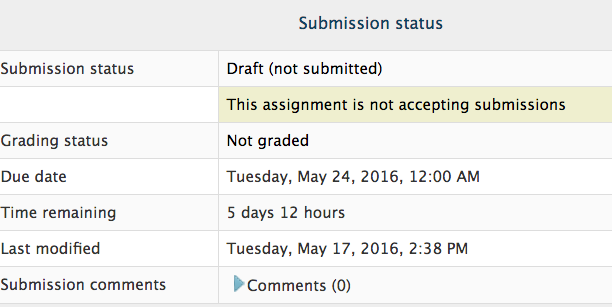 Submission status
Submission status Draft (not submitted)
This assignment is not accepting submissions
Grading status Not graded
Due date Tuesday, May 24, 2016, 12:00 AM
Time remaining 5 days 12 hours
Last modified Tuesday, May 17, 2016, 2:38 PM
Submission comments Comments (0)